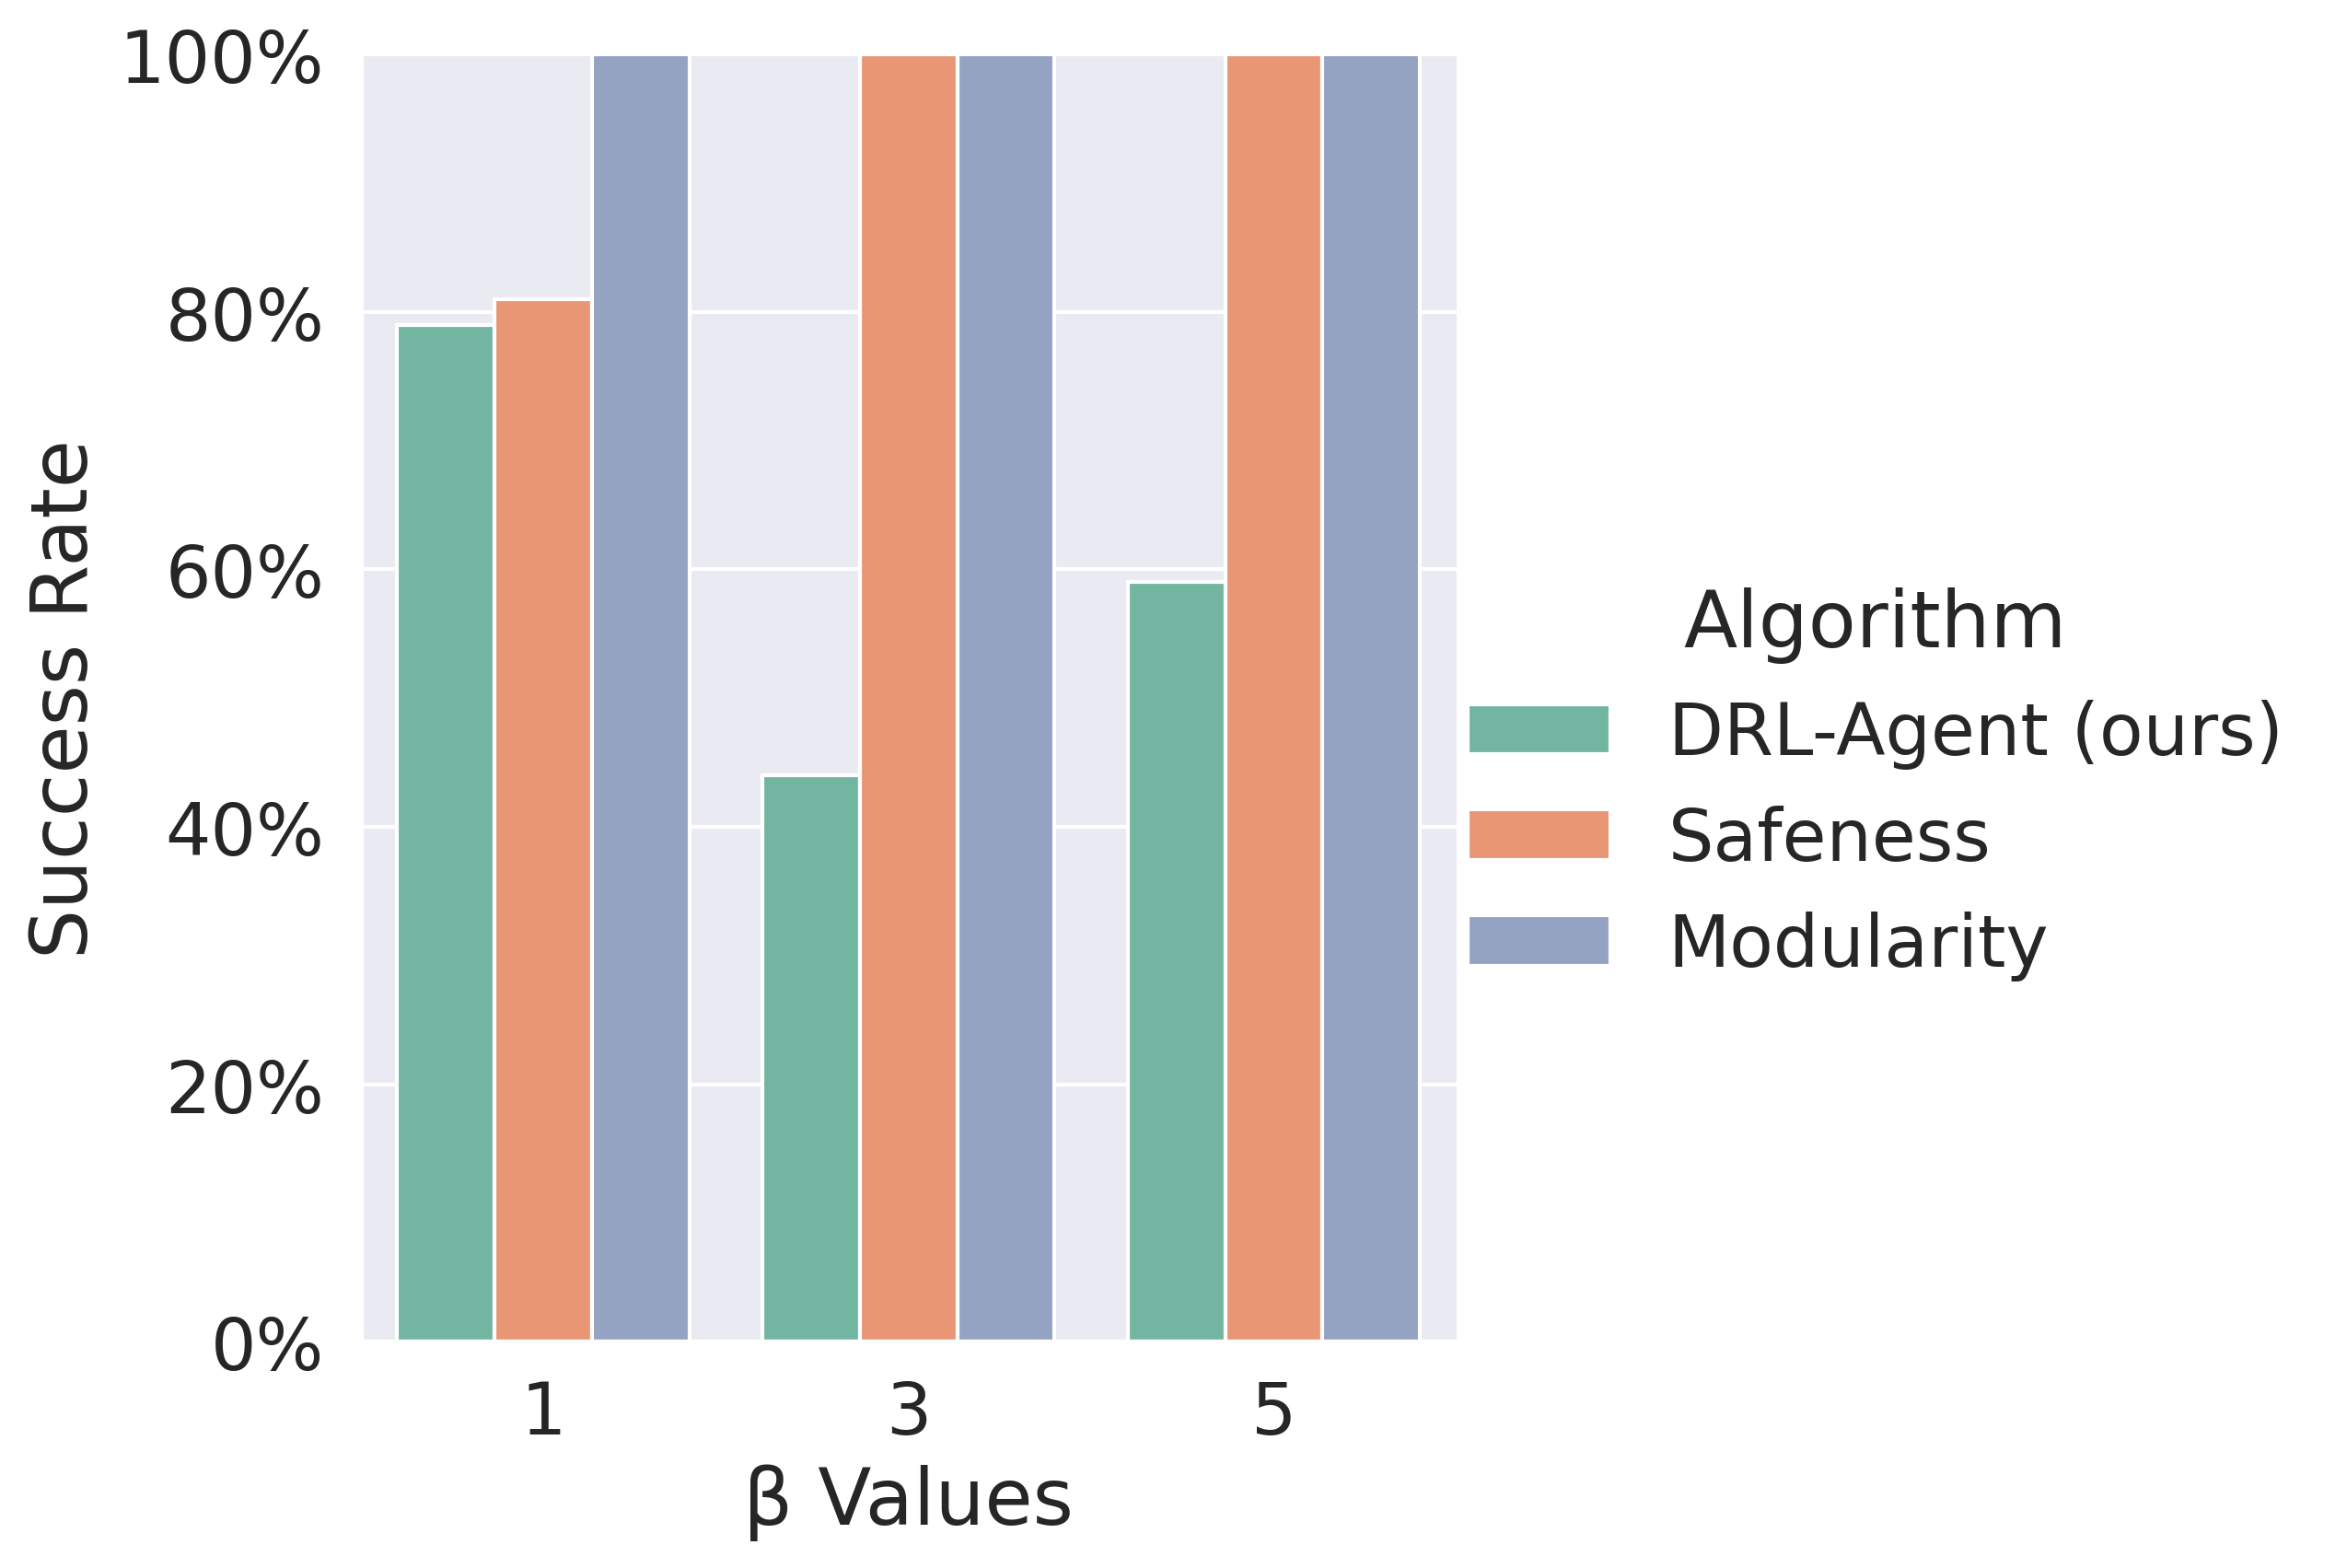 100%
80%
60%
40%
20%
0%
Success Rate
1 3 5
β Values
Algorithm
DRL-Agent (ours)
Safeness
Modularity